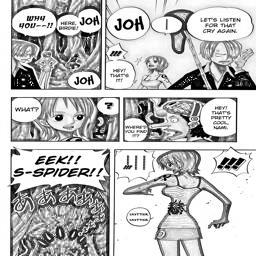 WHY
YOU--!!
HERE,
BIRDIE!
JOH
JOH
JOH
LET'S LISTEN
FOR THAT
CRY AGAIN.
!!!
HEY!
THAT'S
IT!
WHAT?
?
WHERE'D
YOU FIND
IT?
HEY,
THAT'S
PRETTY
COOL,
NAMI.
EEK!!
S-SPIDER!!
!!!
!!!
SKITTER
SKITTER